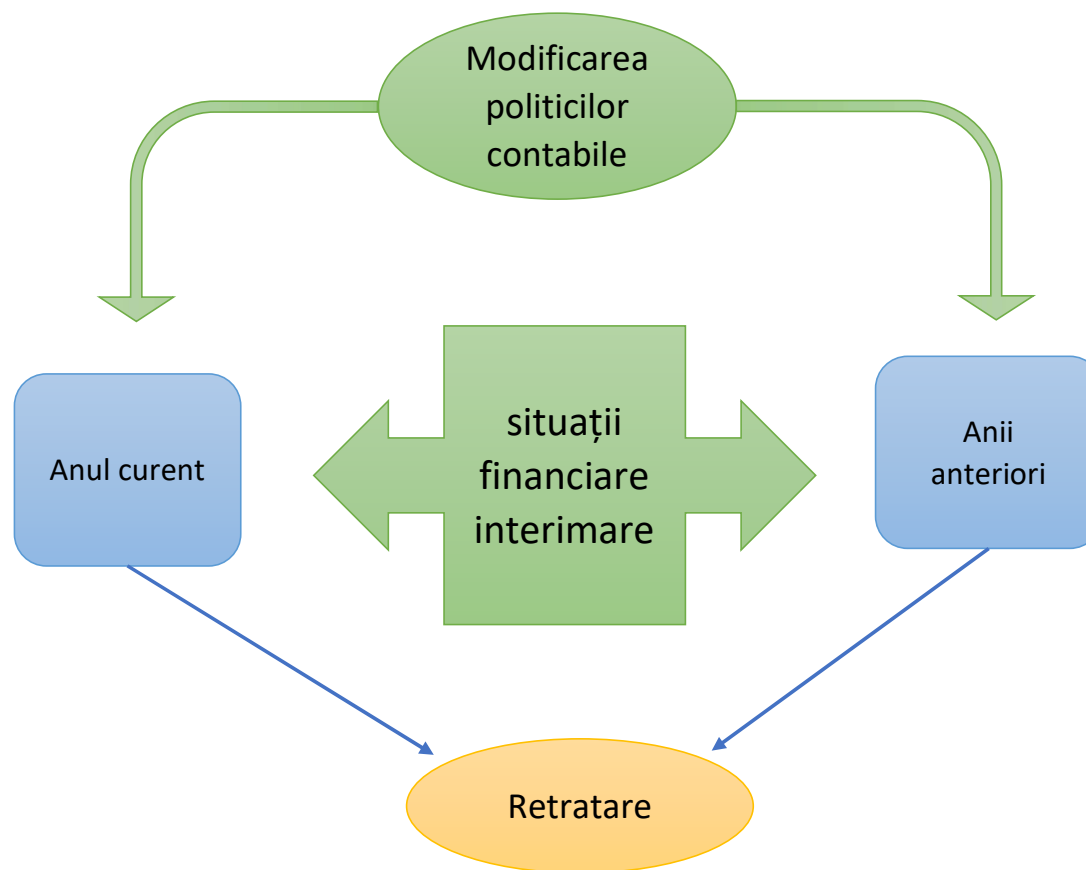 Modificarea
politicilor
contabile
situații
financiare
interimare
Anul curent
Anii
anteriori
Retratare